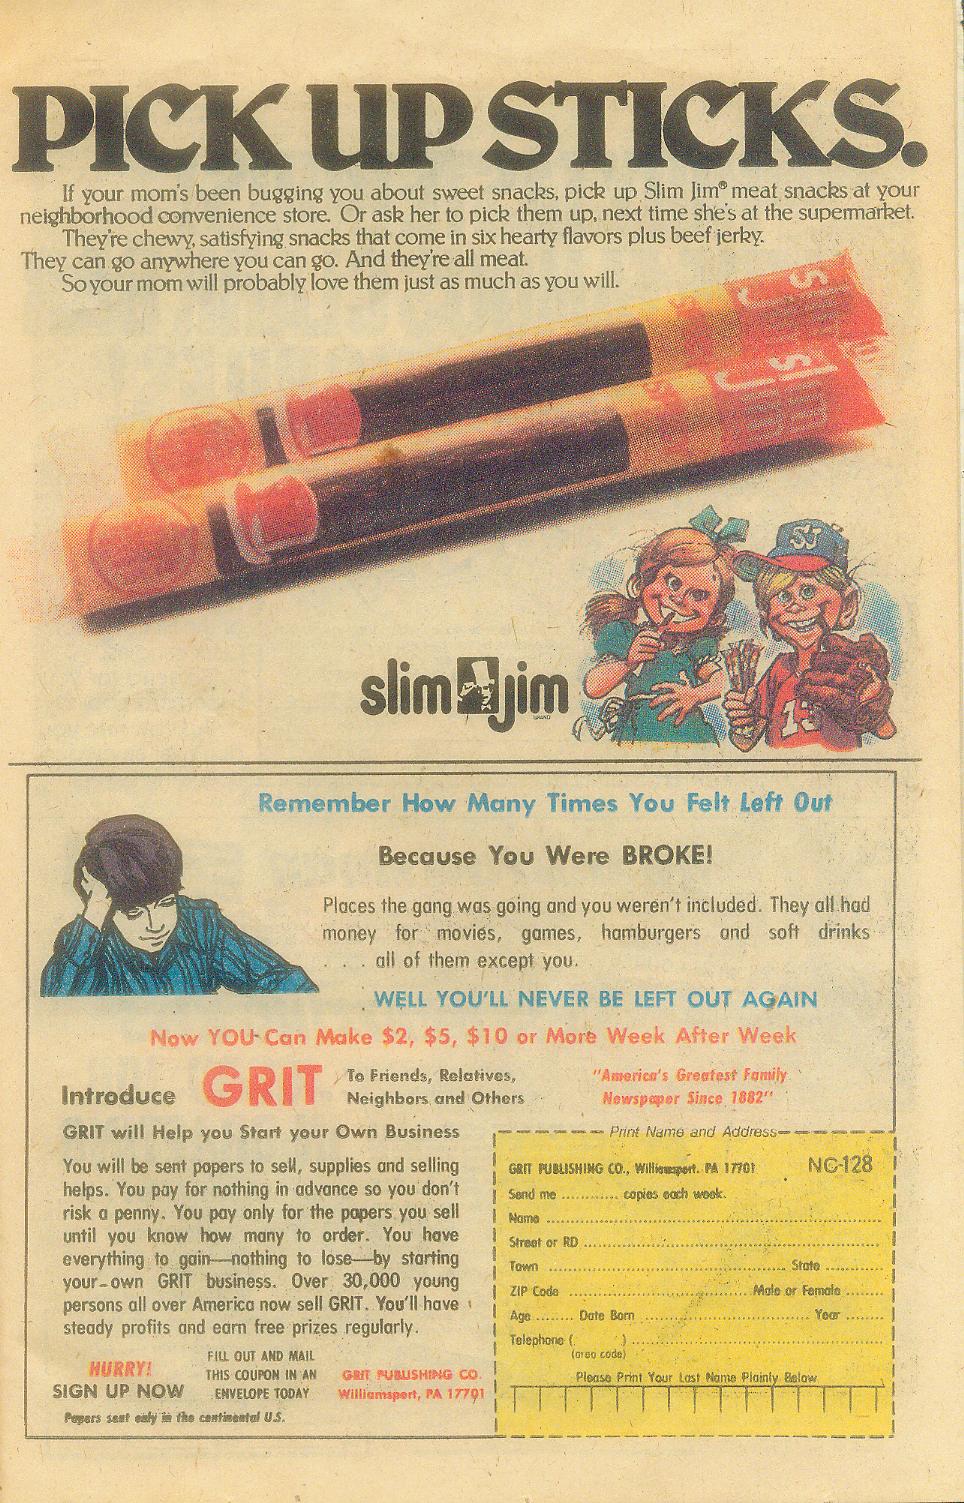 PICK UP STICKS.
If your mom's been bugging you about sweet snacks, pick up Slim Jim® meat snacks at your
neighborhood convenience store. Or ask her to pick them up, next time she's at the supermarket.
They're chewy, satisfying snacks that come in six hearty flavors plus beef jerky.
They can go anywhere you can go. And they're all meat.
So your mom will probably love them just as much as you will.
slim Jim
slim Jim
SJ
13
slim jim
BRAND
Remember How Many Times You Felt Left Out
Because You Were BROKE!
Places the gang was going and you weren't included. They all had
money for movies, games, hamburgers and soft drinks
. . . all of them except you.
WELL YOU'LL NEVER BE LEFT OUT AGAIN
Now YOU Can Make $2, $5, $10 or More Week After Week
Introduce GRIT To Friends, Relatives,
Neighbors and Others
"America's Greatest Family
Newspaper Since 1882"
GRIT will Help you Start your Own Business
You will be sent papers to sell, supplies and selling
helps. You pay for nothing in advance so you don't
risk a penny. You pay only for the papers you sell
until you know how many to order. You have
everything to gain—nothing to lose—by starting
your own GRIT business. Over 30,000 young
persons all over America now sell GRIT. You'll have
steady profits and earn free prizes regularly.
HURRY!
SIGN UP NOW
FILL OUT AND MAIL
THIS COUPON IN AN
ENVELOPE TODAY
GRIT PUBLISHING CO.
Williamsport, PA 17701
Papers sent only in the continental U.S.
Print Name and Address
GRIT PUBLISHING CO., Williamsport, PA 17701 NC-128
Send me ............ copies each week.
Name
Street or RD
Town State
ZIP Code Male or Female
Age Date Born Year
Telephone ( )
(area code)
Please Print Your Last Name Plainly Below